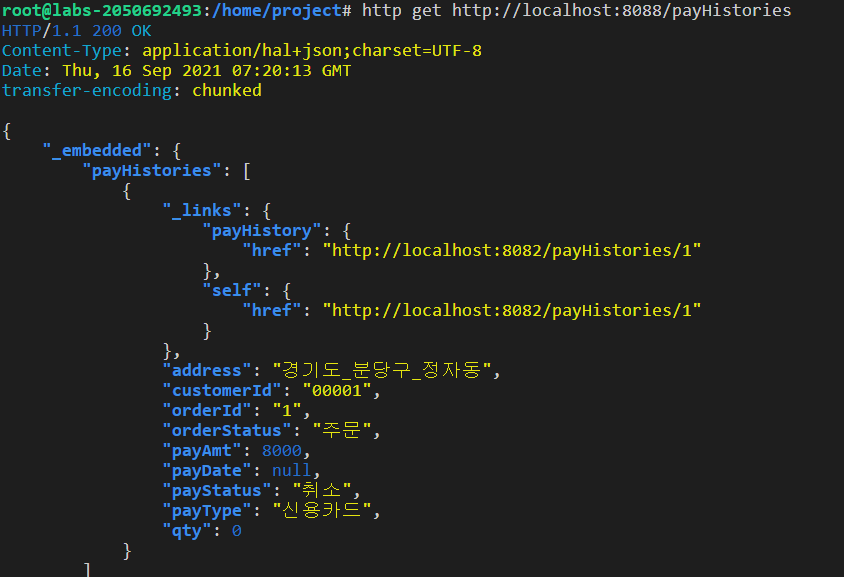 root@labs-2050692493:/home/project# http get http://localhost:8088/payHistories
HTTP/1.1 200 OK
Content-Type: application/hal+json;charset=UTF-8
Date: Thu, 16 Sep 2021 07:20:13 GMT
transfer-encoding: chunked

{
    "_embedded": {
        "payHistories": [
            {
                "_links": {
                    "payHistory": {
                        "href": "http://localhost:8082/payHistories/1"
                    },
                    "self": {
                        "href": "http://localhost:8082/payHistories/1"
                    }
                },
                "address": "경기도_분당구_정자동",
                "customerId": "00001",
                "orderId": "1",
                "orderStatus": "주문",
                "payAmt": 8000,
                "payDate": null,
                "payStatus": "취소",
                "payType": "신용카드",
                "qty": 0
            }
        ]